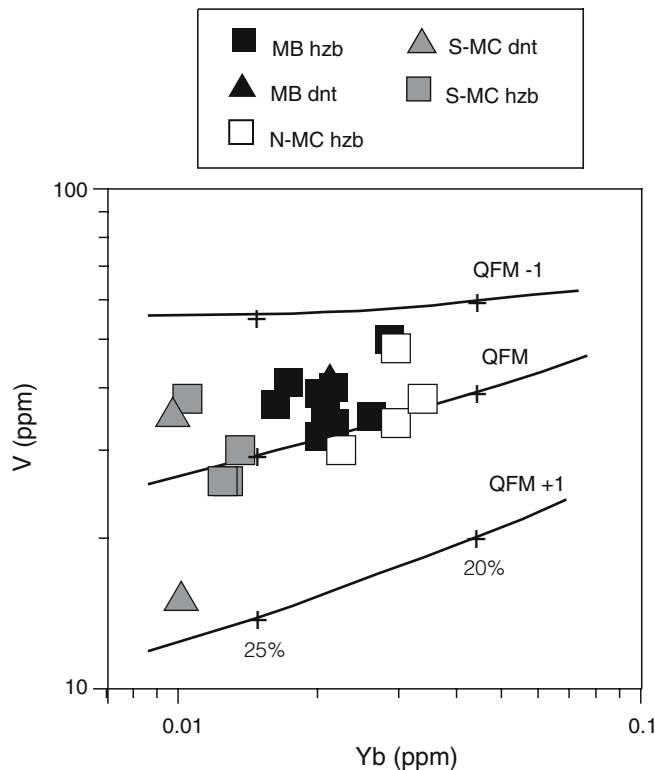 MB hzb
S-MC dnt
MB dnt
S-MC hzb
N-MC hzb
100
QFM -1
QFM
V (ppm)
QFM +1
20%
25%
10
0.01
0.1
Yb (ppm)